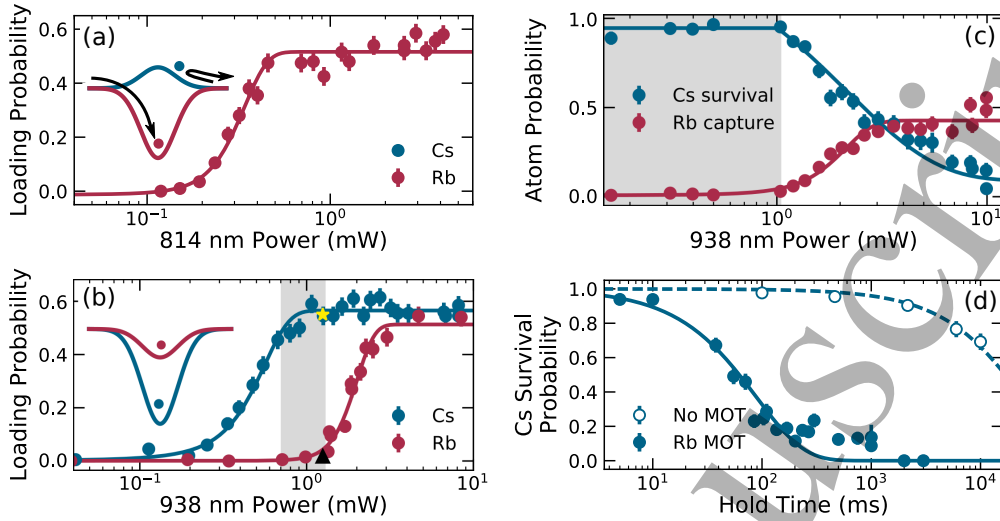 (a)
Loading Probability
0.6
0.4
0.2
0.0
Cs
Rb
10⁻¹ 10⁰
814 nm Power (mW)
(c)
Atom Probability
1.0
0.5
0.0
Cs survival
Rb capture
10⁰ 10¹
938 nm Power (mW)
(b)
Loading Probability
0.6
0.4
0.2
0.0
Cs
Rb
10⁻¹ 10⁰ 10¹
938 nm Power (mW)
(d)
Cs Survival
Probability
1.0
0.8
0.6
0.4
0.2
0.0
No MOT
Rb MOT
10¹ 10² 10³ 10⁴
Hold Time (ms)
uscri